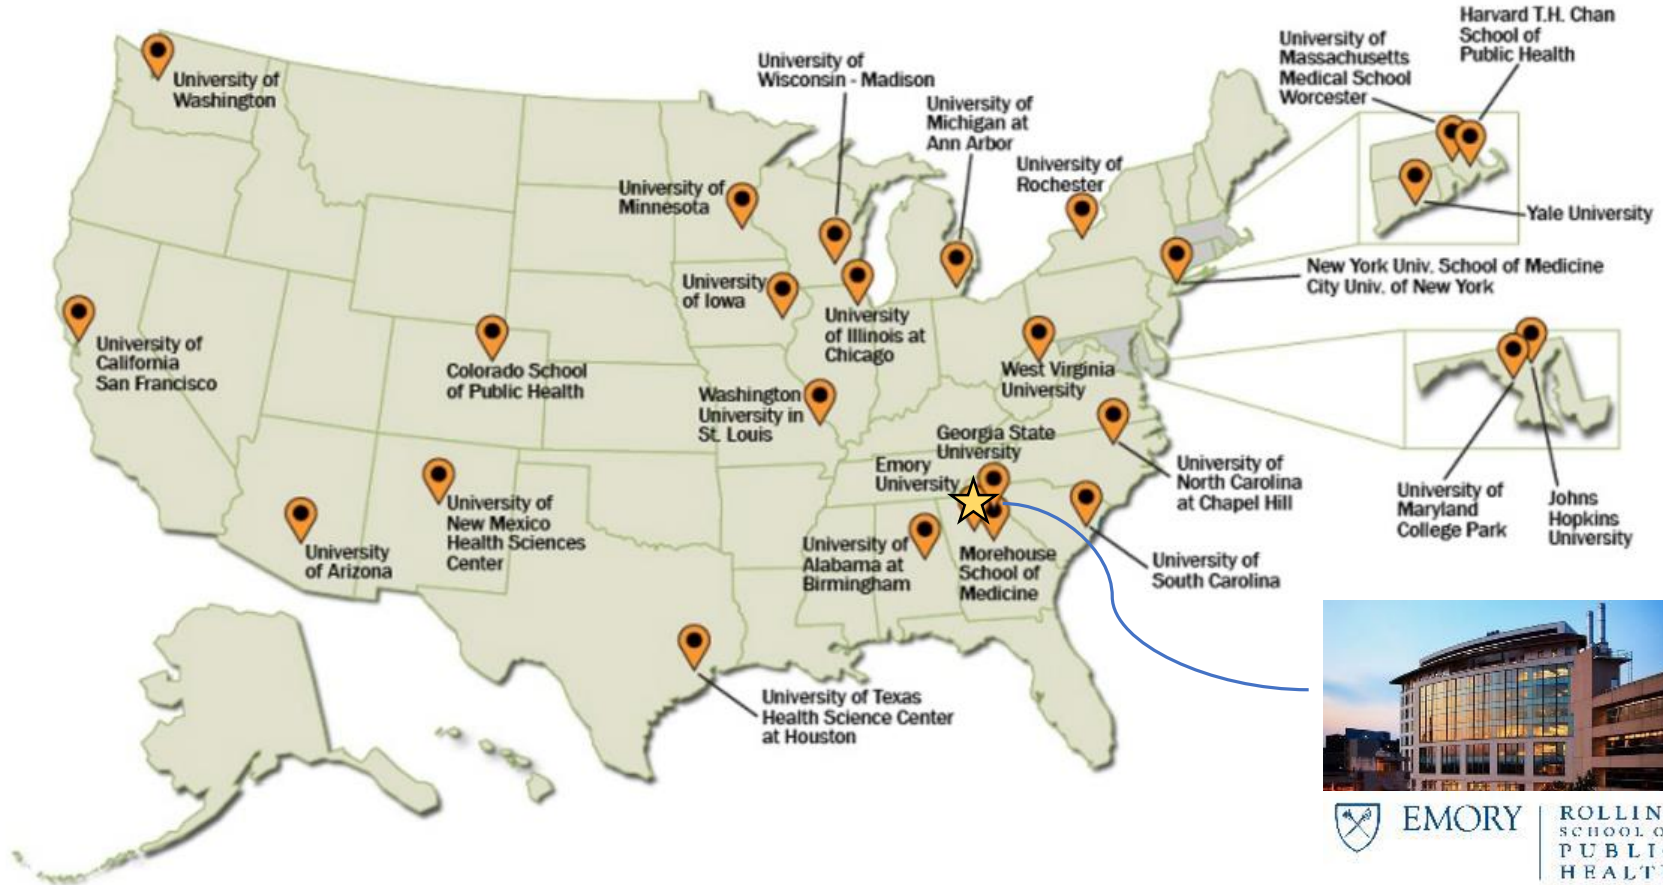 University of
Washington
University of
Wisconsin - Madison
University of
Michigan at
Ann Arbor
University of
Rochester
University of
Massachusetts
Medical School
Worcester
Harvard T.H. Chan
School of
Public Health
Yale University
New York Univ. School of Medicine
City Univ. of New York
University of
Minnesota
University
of Iowa
University
of Illinois at
Chicago
University of
California
San Francisco
Colorado School
of Public Health
Washington
University in
St. Louis
West Virginia
University
Georgia State
University
Emory
University
University of
North Carolina
at Chapel Hill
University of
Maryland
College Park
Johns
Hopkins
University
University
of Arizona
University of
New Mexico
Health Sciences
Center
University of
Alabama at
Birmingham
Morehouse
School of
Medicine
University of
South Carolina
University of Texas
Health Science Center
at Houston
EMORY
ROLLIN
SCHOOL O
PUBLI
HEALT